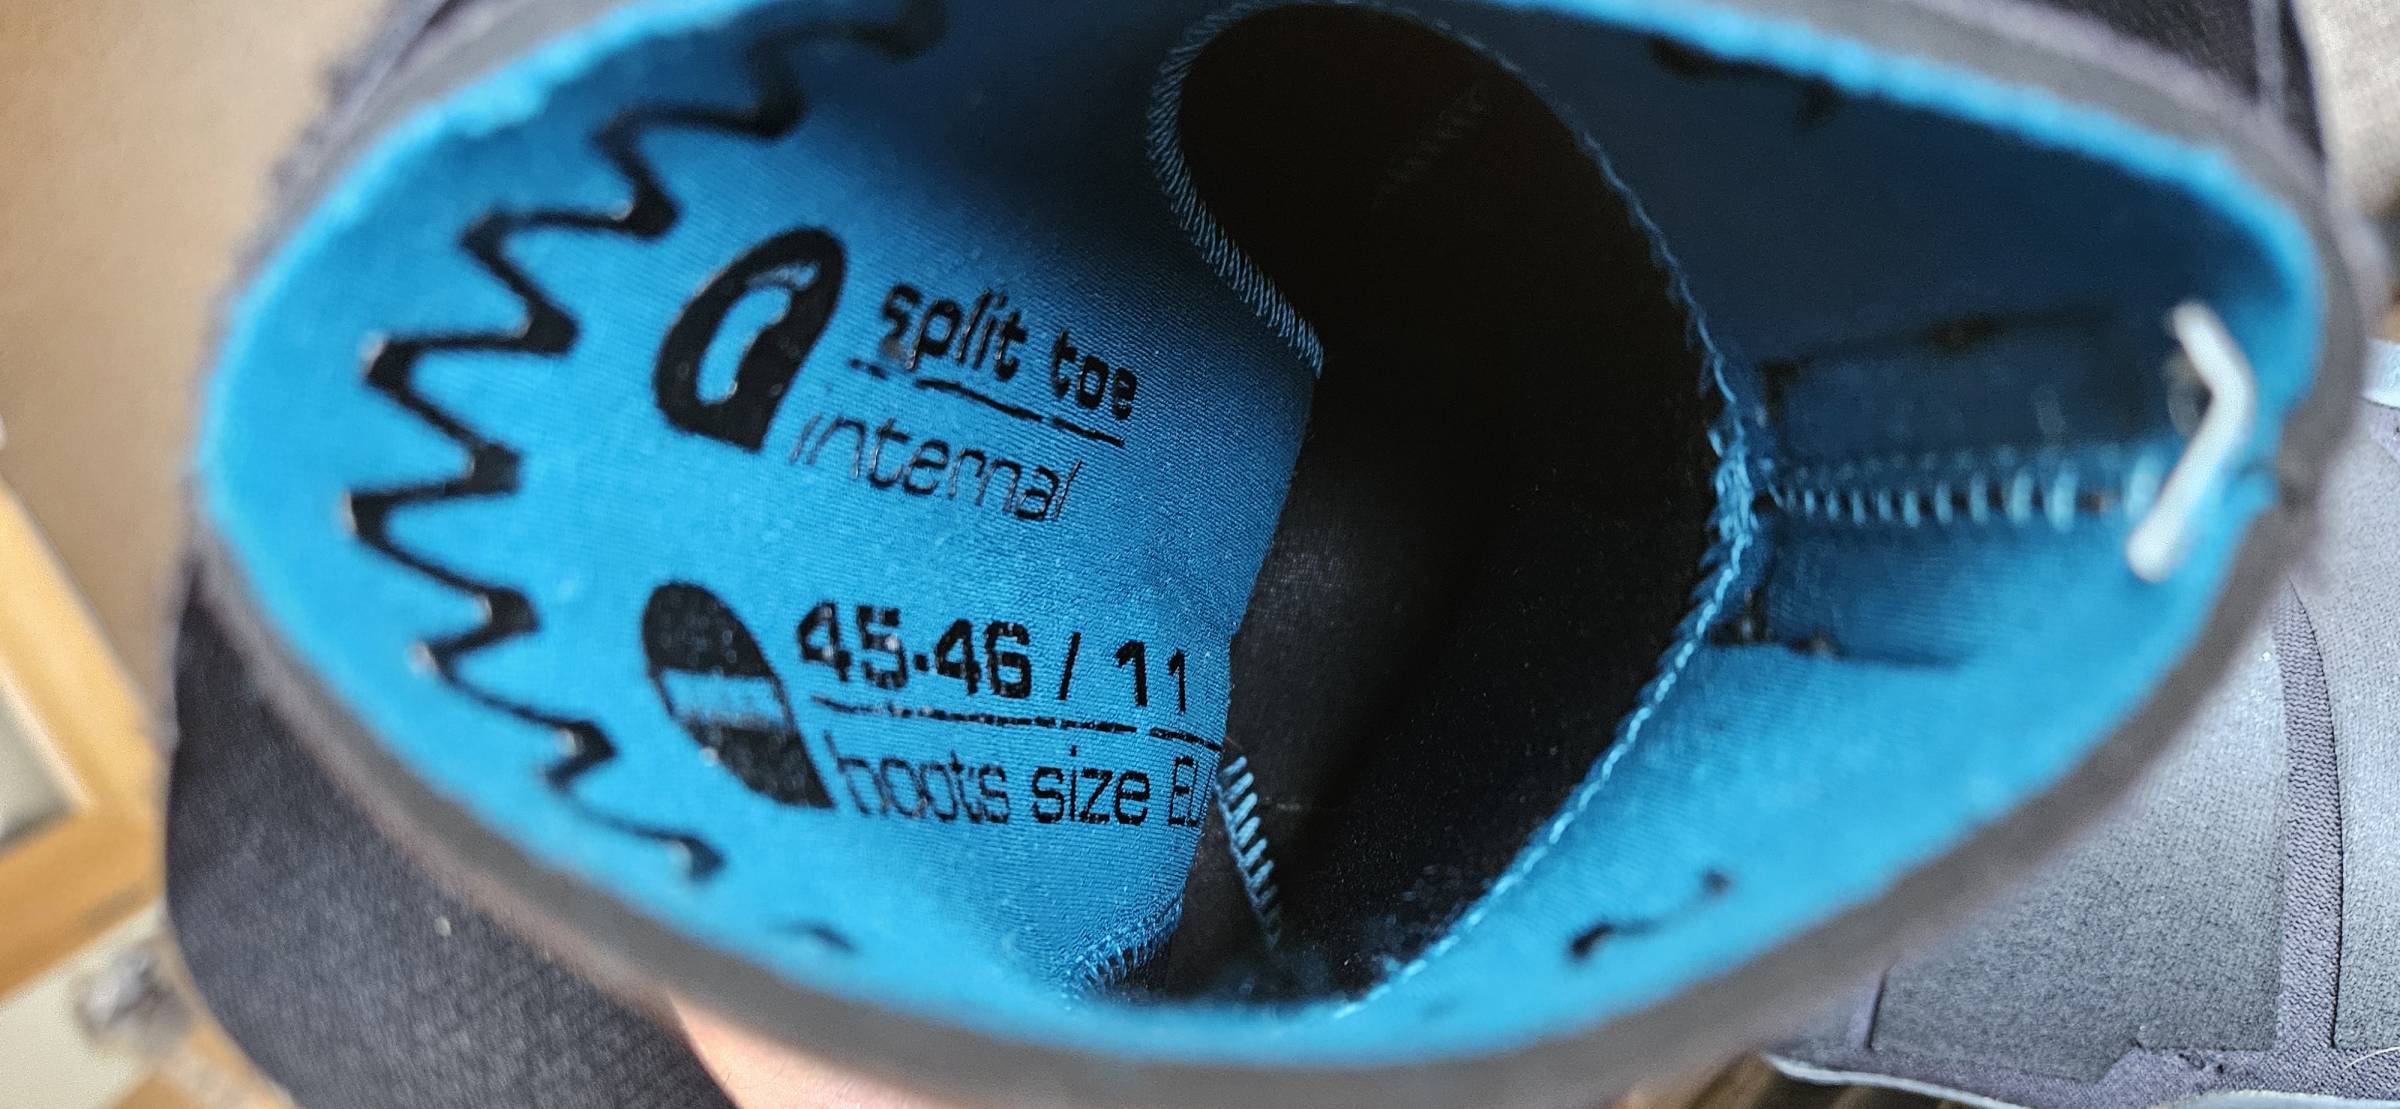 split toe
internal
45-46 / 11
boots size